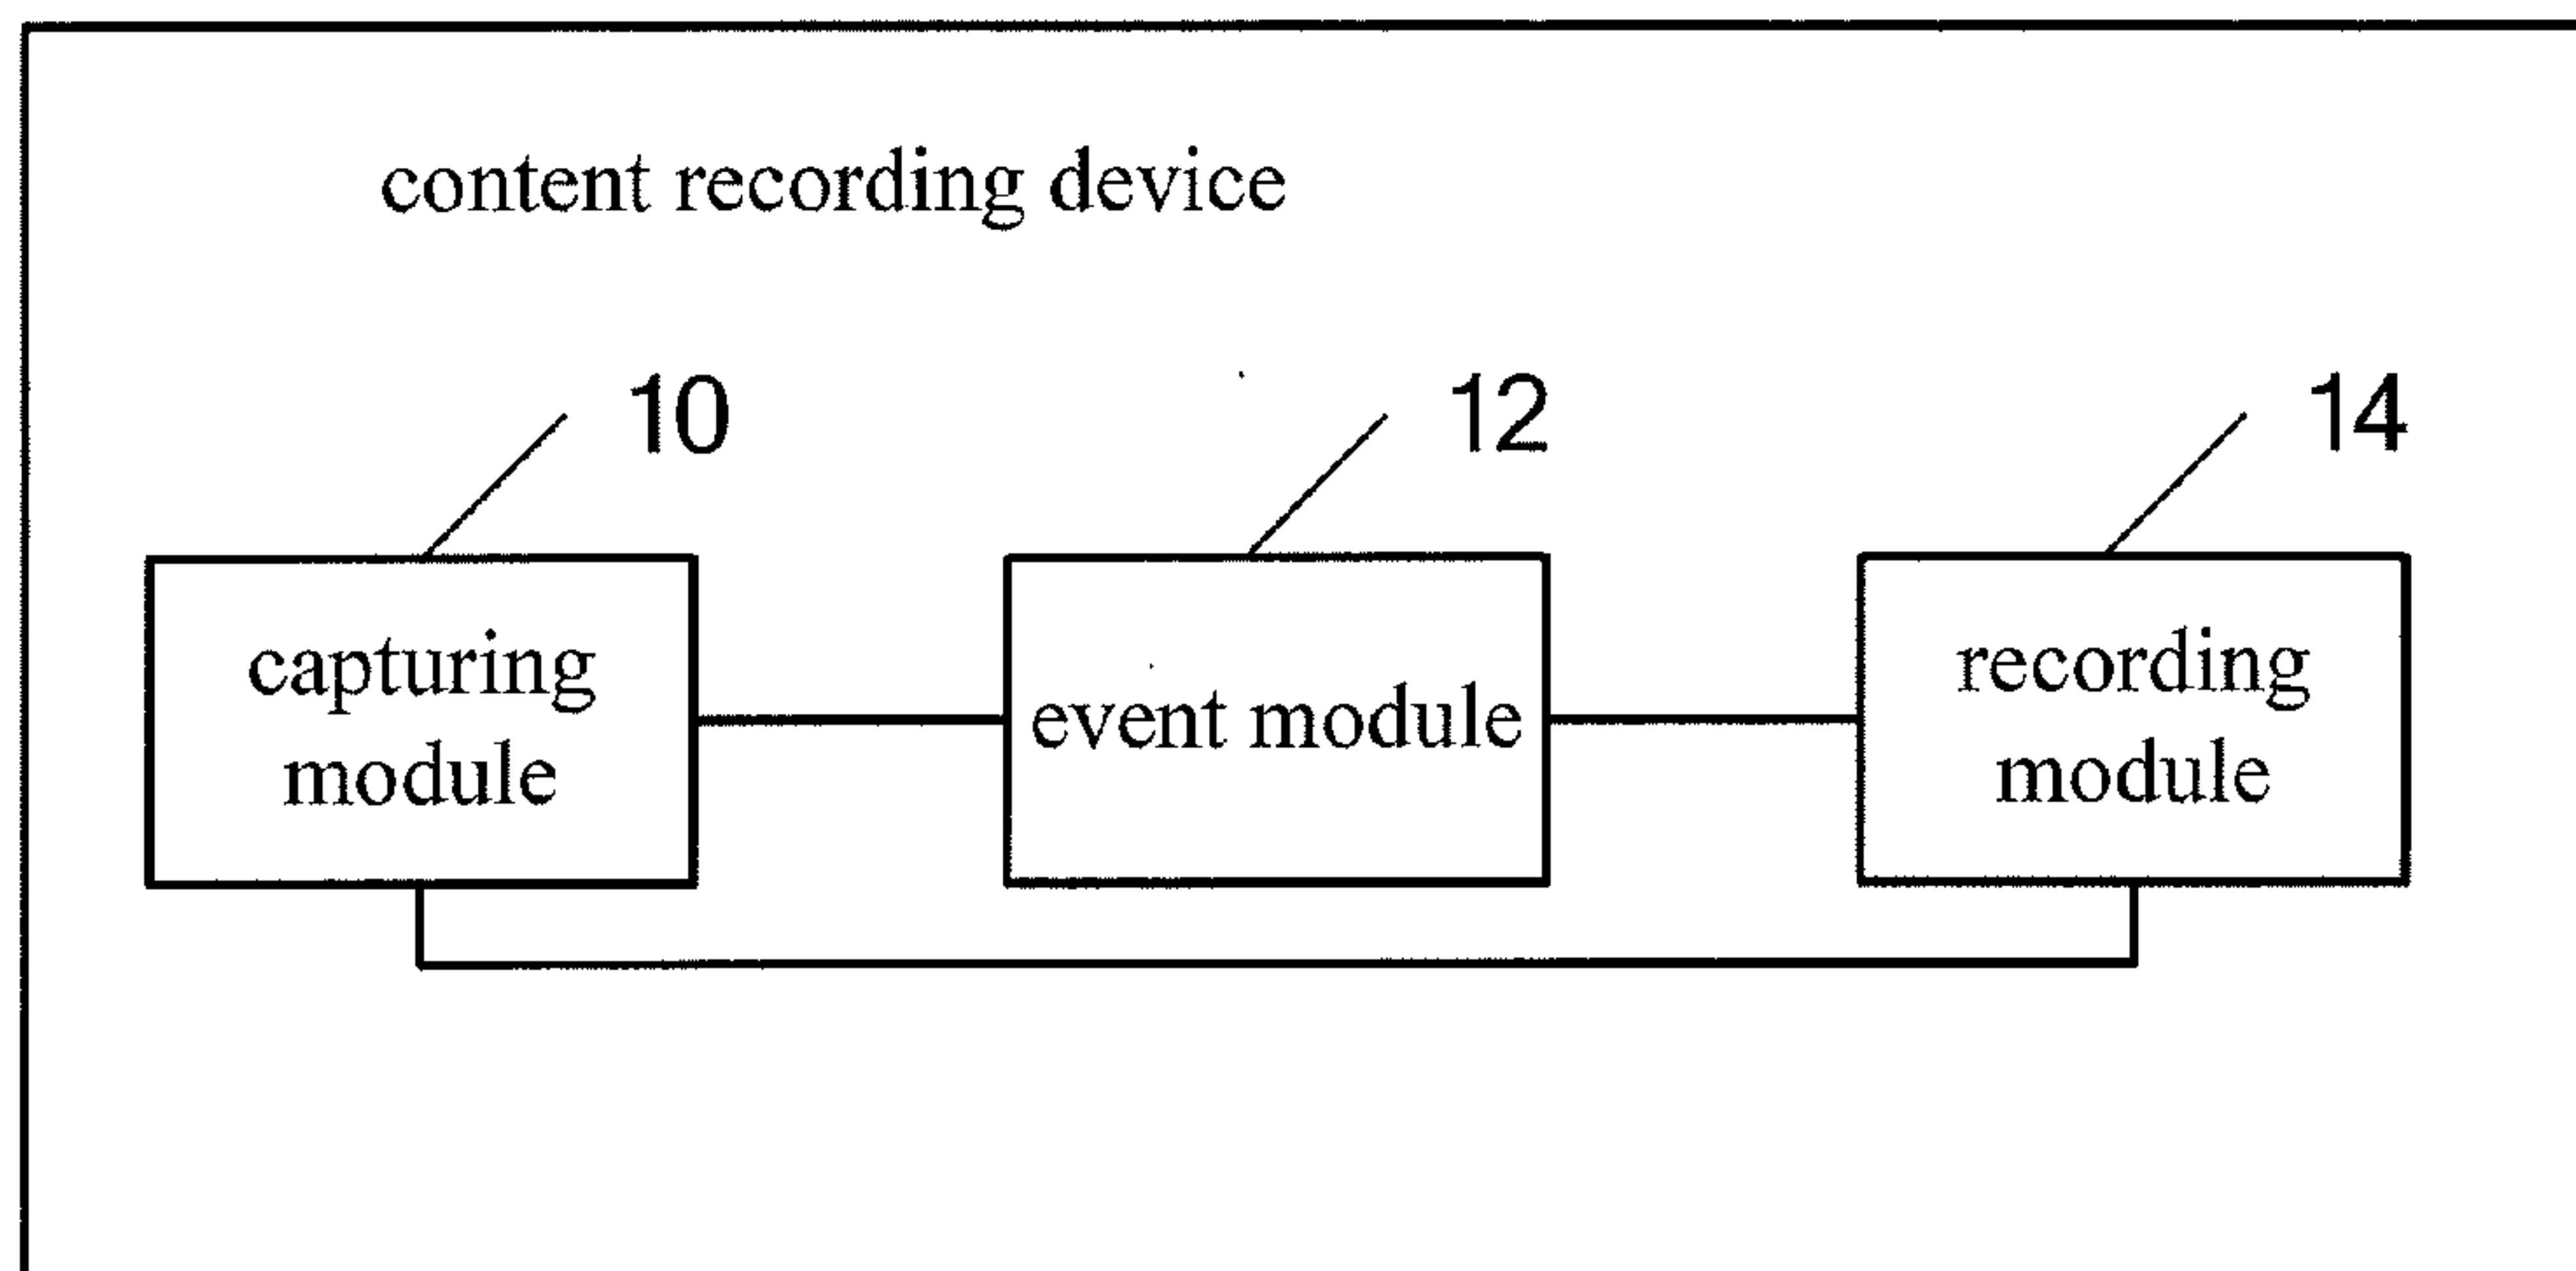 content recording device
10
12
14
capturing
module
event module
recording
module